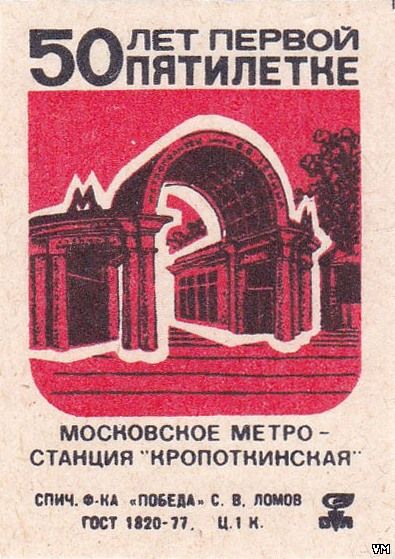 50 ЛЕТ ПЕРВОЙ
ПЯТИЛЕТКЕ
М
М
МОСКОВСКОЕ МЕТРО -
СТАНЦИЯ "КРОПОТКИНСКАЯ"
СПИЧ. Ф-КА «ПОБЕДА» С. В. ЛОМОВ
ГОСТ 1820-77. Ц.1 К.
VM